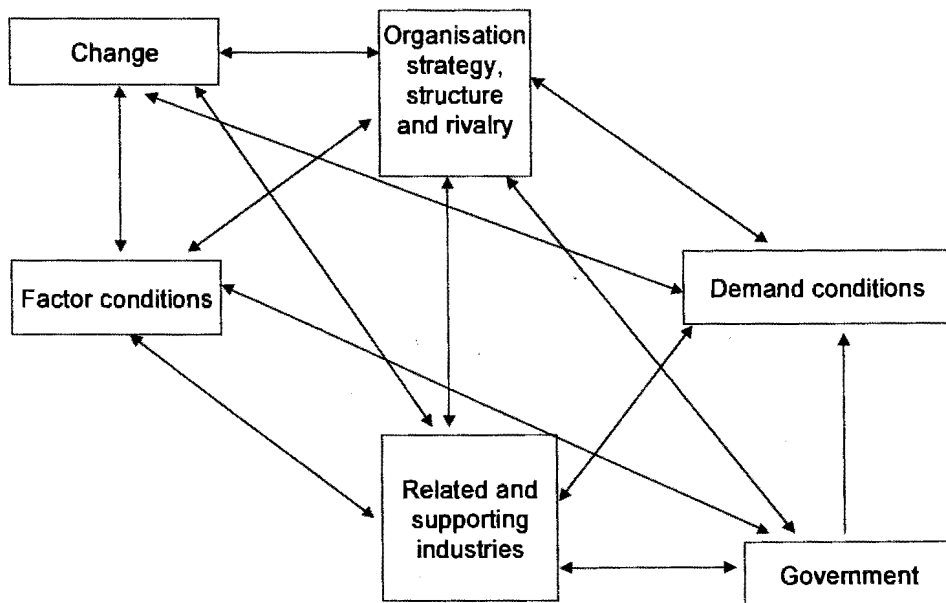 Change
Organisation
strategy,
structure
and rivalry
Factor conditions
Demand conditions
Related and
supporting
industries
Government